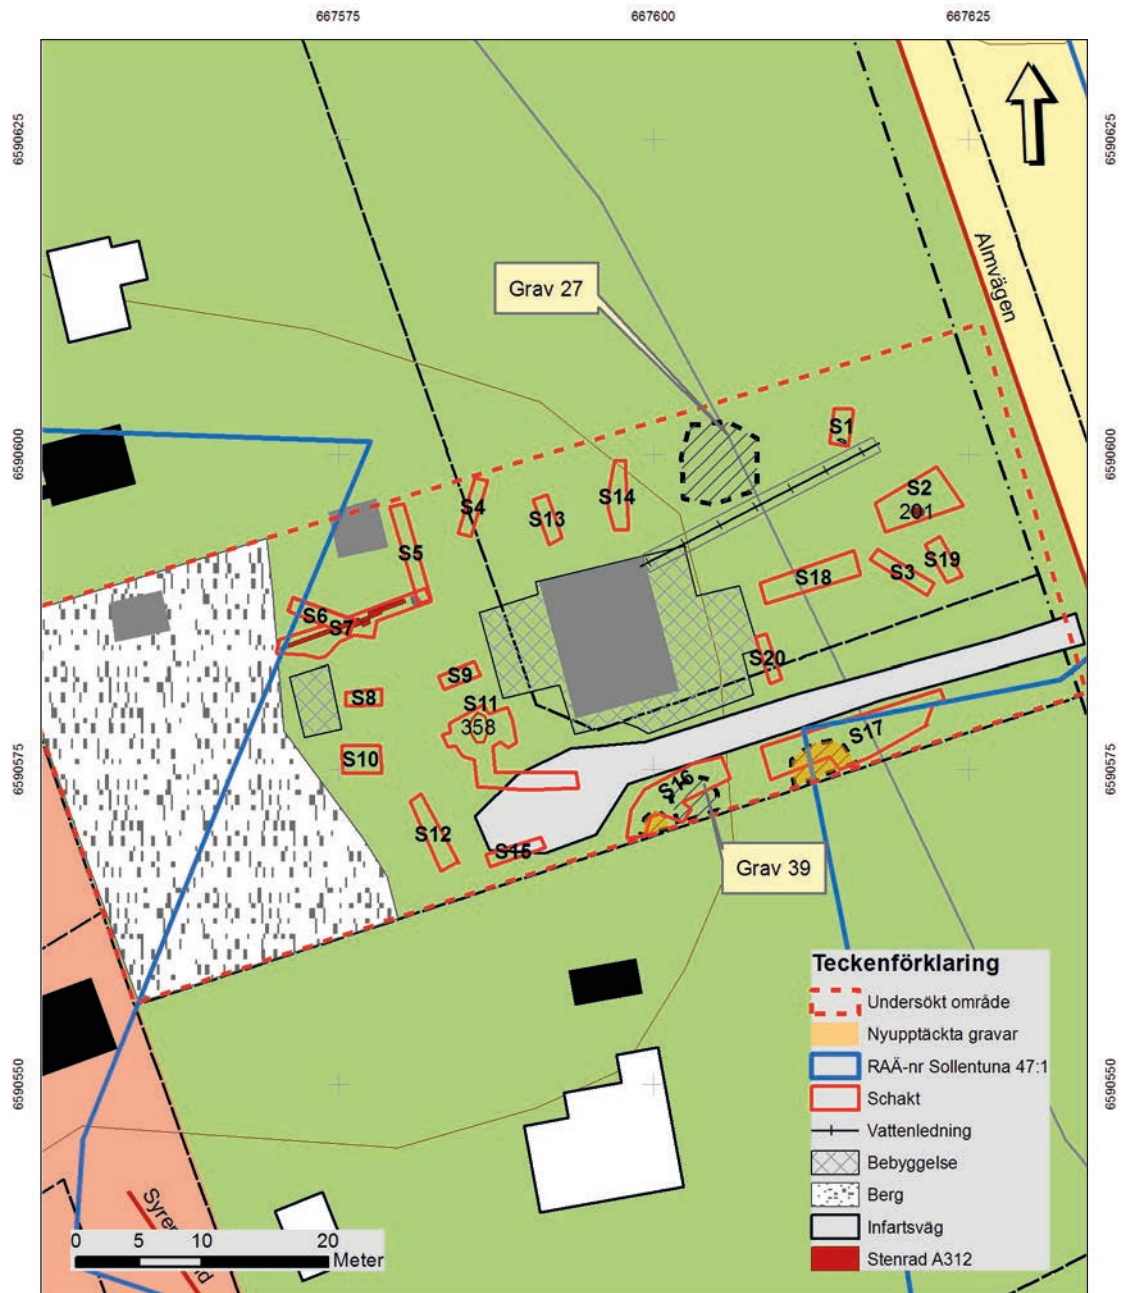 667575
667600
667625
6590625
6590625
Almvägen
Grav 27
6590600
6590600
S1
S2
201
S4
S13
S14
S5
S18
S3
S19
S6
S7
S20
S9
S8
S11
358
S10
S17
S16
6590575
6590575
S12
S15
Grav 39
6590550
6590550
Teckenförklaring
Undersökt område
Nyupptäckta gravar
RAÄ-nr Sollentuna 47:1
Schakt
Vattenledning
Bebyggelse
Berg
Infartsväg
Stenrad A312
0 5 10 20
Meter